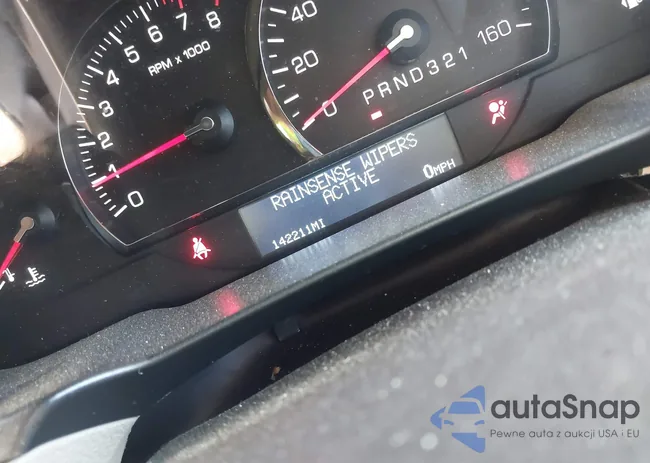 5 6 7 8
4
3
2
1
0
RPM x 1000
40
20
0
160
PRND321
RAINSENSE WIPERS
ACTIVE
0MPH
142211MI
autaSnap
Pewne auta z aukcji USA i EU